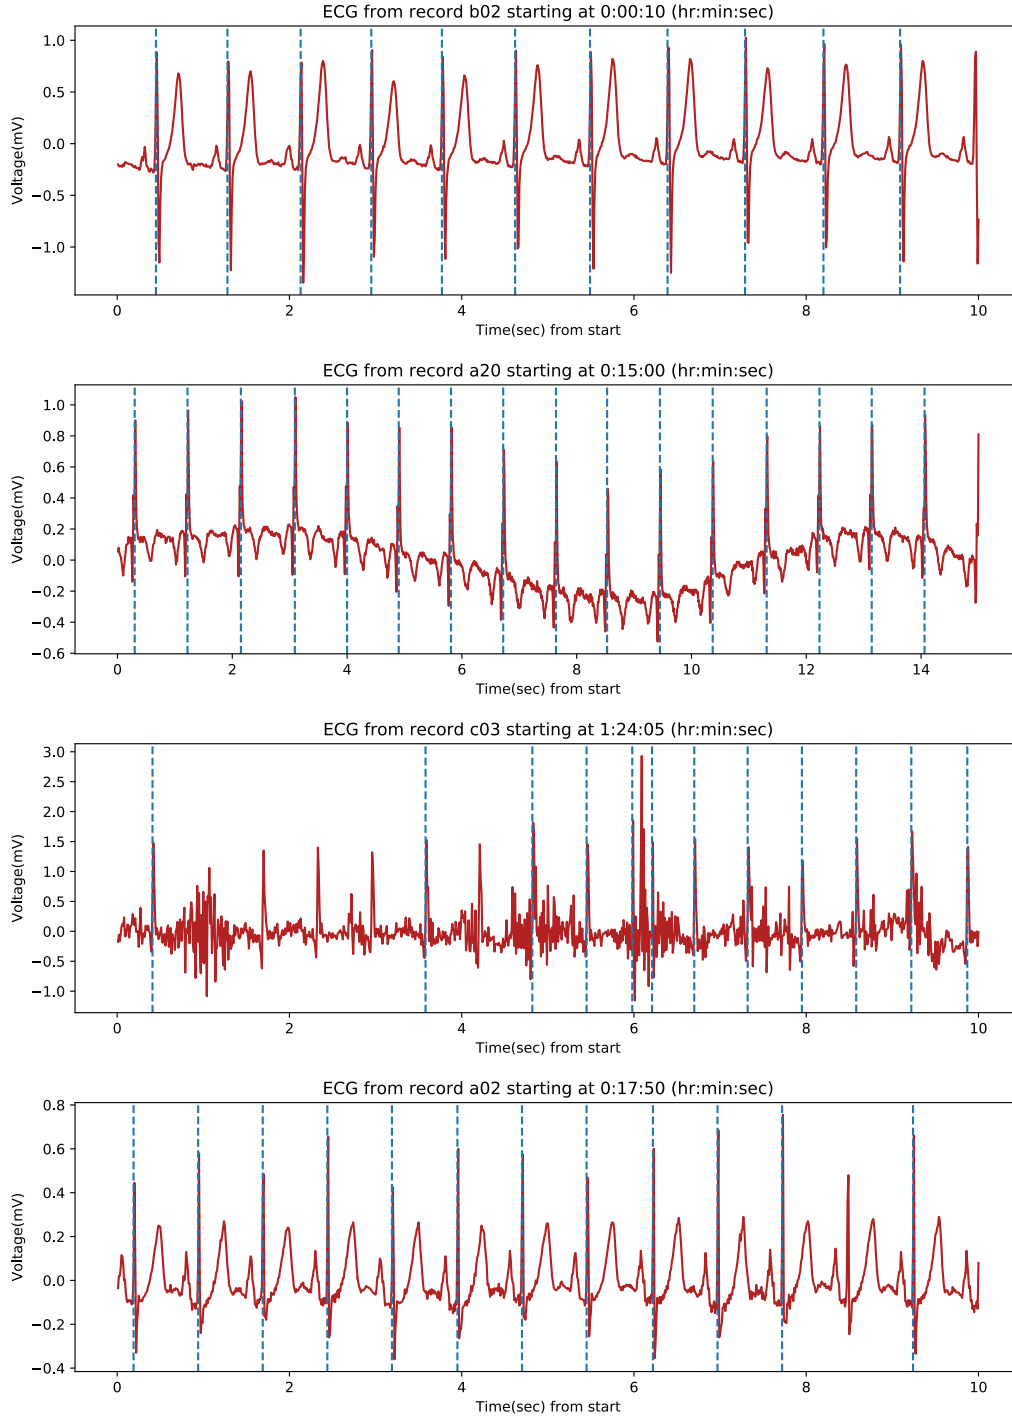 ECG from record b02 starting at 0:00:10 (hr:min:sec)
1.0
0.5
0.0
−0.5
−1.0
Voltage(mV)
0 2 4 6 8 10
Time(sec) from start
ECG from record a20 starting at 0:15:00 (hr:min:sec)
1.0
0.8
0.6
0.4
0.2
0.0
−0.2
−0.4
−0.6
Voltage(mV)
0 2 4 6 8 10 12 14
Time(sec) from start
ECG from record c03 starting at 1:24:05 (hr:min:sec)
3.0
2.5
2.0
1.5
1.0
0.5
0.0
−0.5
−1.0
Voltage(mV)
0 2 4 6 8 10
Time(sec) from start
ECG from record a02 starting at 0:17:50 (hr:min:sec)
0.8
0.6
0.4
0.2
0.0
−0.2
−0.4
Voltage(mV)
0 2 4 6 8 10
Time(sec) from start